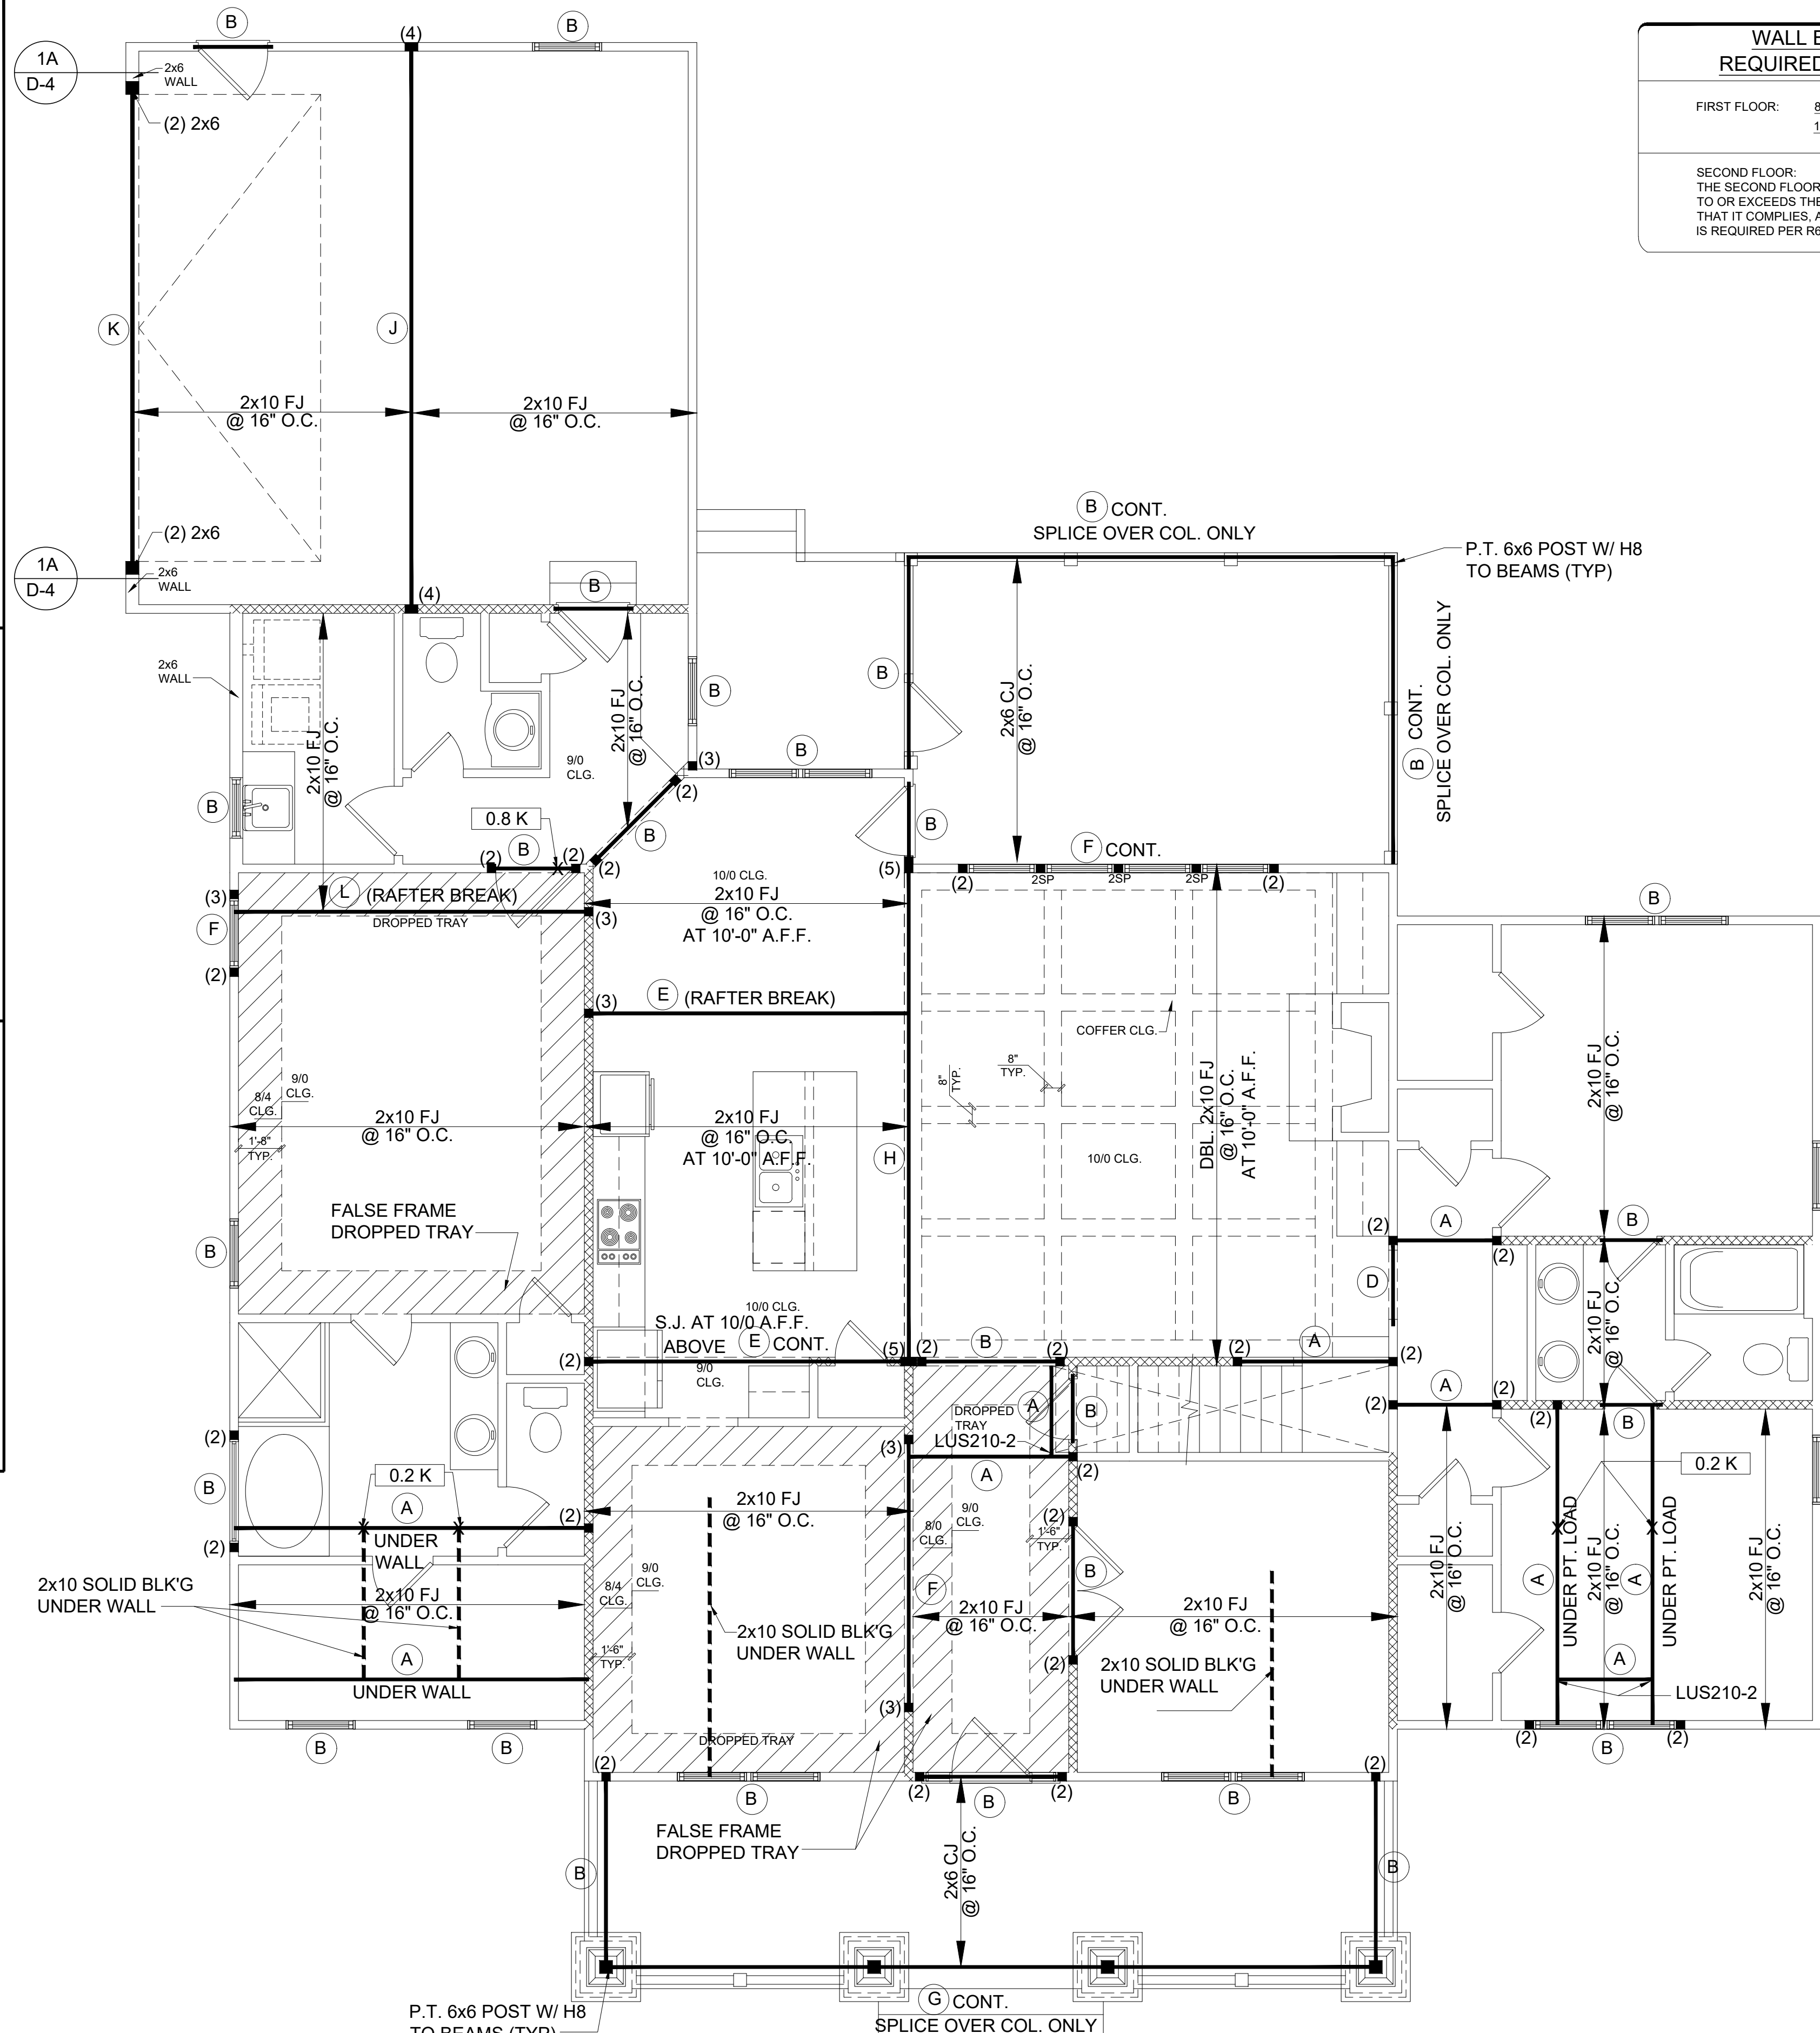 B
B
(4)
1A
D-4
2x6
WALL
(2) 2x6
WALL B
REQUIRED
FIRST FLOOR:
SECOND FLOOR:
THE SECOND FLOOR
TO OR EXCEEDS THE
THAT IT COMPLIES, A
IS REQUIRED PER R6
K
J
2x10 FJ
@ 16" O.C.
2x10 FJ
@ 16" O.C.
(2) 2x6
1A
D-4
2x6
WALL
(4)
B
B CONT.
SPLICE OVER COL. ONLY
P.T. 6x6 POST W/ H8
TO BEAMS (TYP)
B CONT.
SPLICE OVER COL. ONLY
2x6
WALL
2x10 FJ
@ 16" O.C.
2x10 FJ
@ 16" O.C.
B
B
2x6 CJ
@ 16" O.C.
9/0
CLG.
(3)
B
(2)
B
0.8 K
B
B
(2)
B
(2)
(2)
(5)
F CONT.
(2)
2SP
2SP
2SP
(2)
10/0 CLG.
2x10 FJ
@ 16" O.C.
AT 10'-0" A.F.F.
(3)
L (RAFTER BREAK)
DROPPED TRAY
(3)
F
(2)
B
(3)
E (RAFTER BREAK)
COFFER CLG.
8"
TYP.
8"
TYP.
DBL. 2x10 FJ
@ 16" O.C.
AT 10'-0" A.F.F.
10/0 CLG.
2x10 FJ
@ 16" O.C.
9/0
CLG.
8/4
CLG.
1'-8"
TYP.
2x10 FJ
@ 16" O.C.
2x10 FJ
@ 16" O.C.
AT 10'-0" A.F.F.
H
FALSE FRAME
DROPPED TRAY
B
(2)
A
(2)
B
D
2x10 FJ
@ 16" O.C.
10/0 CLG.
S.J. AT 10/0 A.F.F.
ABOVE E CONT.
9/0
CLG.
(2)
(5)
(2)
B
(2)
(2)
A
(2)
(2)
A
(2)
(2)
B
DROPPED
TRAY
A
B
LUS210-2
(3)
A
(2)
(2)
B
(2)
0.2 K
A
UNDER
WALL
(2)
2x10 FJ
@ 16" O.C.
8/0
CLG.
9/0
CLG.
1'-6"
TYP.
(2)
B
(2)
0.2 K
2x10 FJ
@ 16" O.C.
A
UNDER PT. LOAD
2x10 FJ
@ 16" O.C.
A
UNDER PT. LOAD
2x10 FJ
@ 16" O.C.
2x10 SOLID BLK'G
UNDER WALL
2x10 FJ
@ 16" O.C.
8/4
CLG.
9/0
CLG.
F
2x10 FJ
@ 16" O.C.
2x10 FJ
@ 16" O.C.
2x10 SOLID BLK'G
UNDER WALL
1'-6"
TYP.
2x10 SOLID BLK'G
UNDER WALL
A
UNDER WALL
A
LUS210-2
(3)
DROPPED TRAY
B
B
(2)
B
(2)
B
(2)
B
(2)
B
(2)
(2)
FALSE FRAME
DROPPED TRAY
B
2x6 CJ
@ 16" O.C.
B
G CONT.
SPLICE OVER COL. ONLY
P.T. 6x6 POST W/ H8
TO BEAMS (TYP)